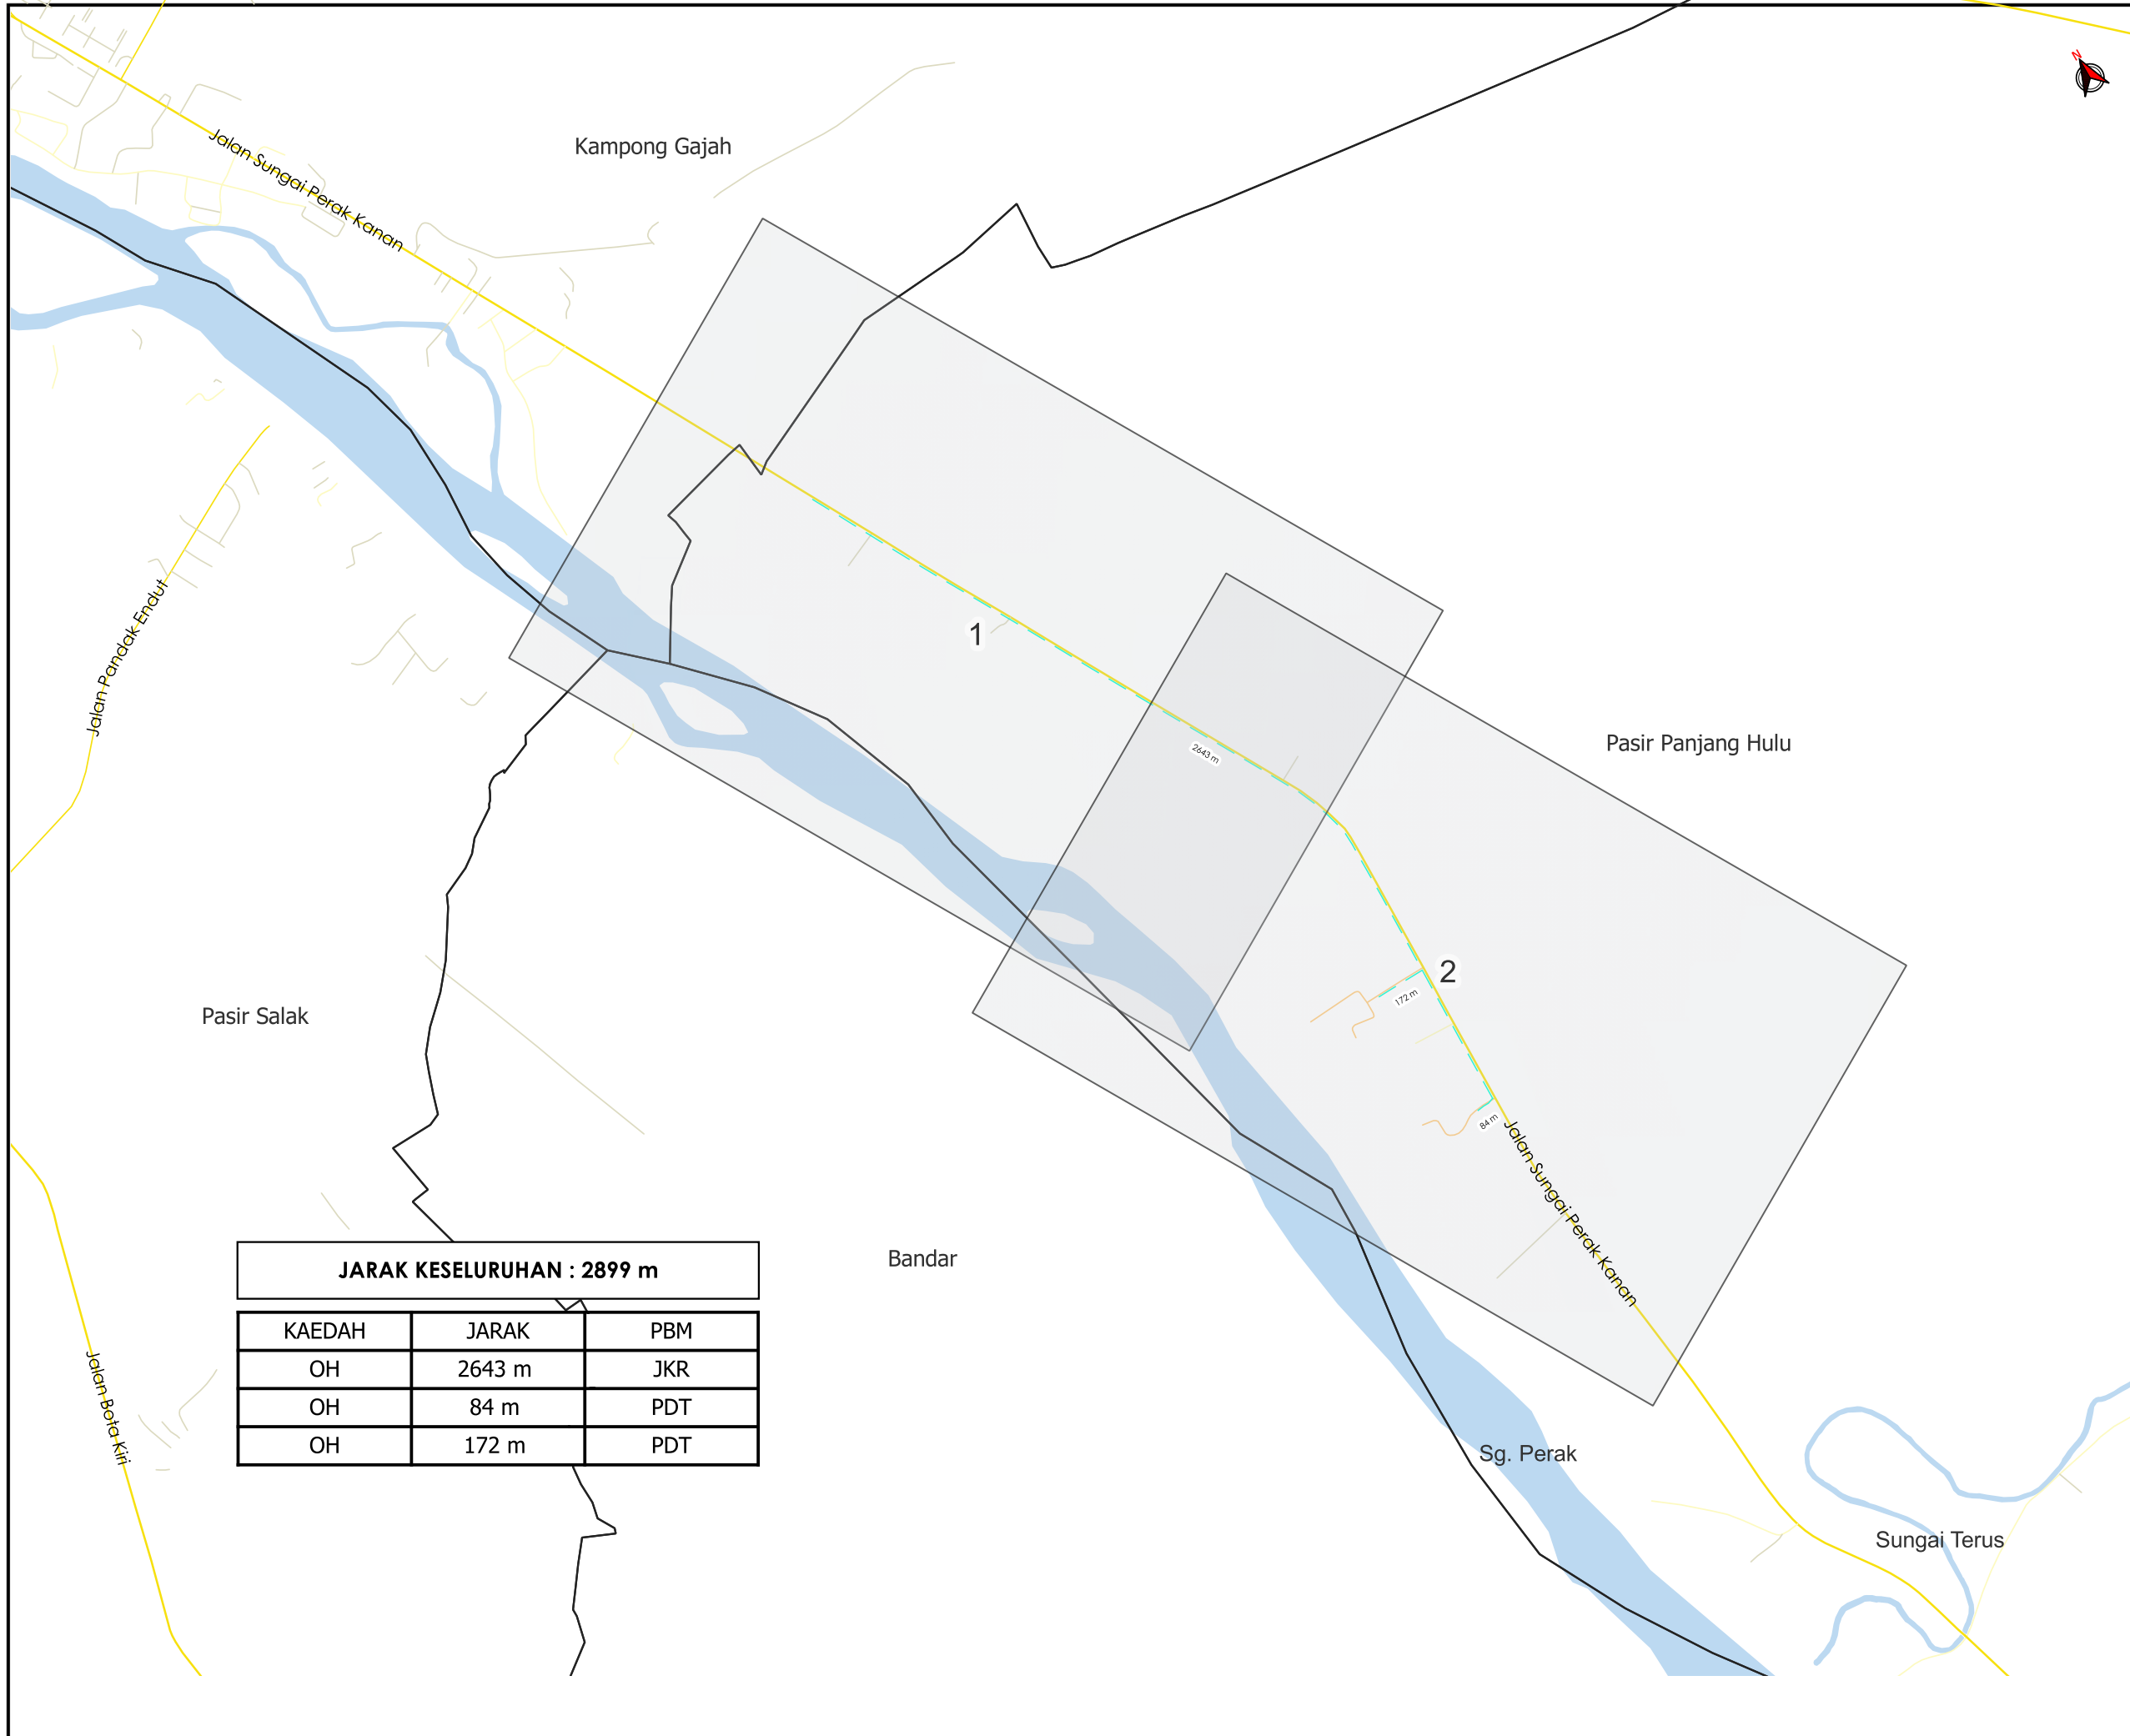 N
Kampong Gajah
Jalan Sungai Perak Kanan
Jalan Pandak Endut
1
2643 m
Pasir Panjang Hulu
2
172 m
84 m
Jalan Sungai Perak Kanan
Pasir Salak
Bandar
JARAK KESELURUHAN : 2899 m
KAEDAH JARAK PBM
OH 2643 m JKR
OH 84 m PDT
OH 172 m PDT
Jalan Bota Kiri
Sg. Perak
Sungai Terus